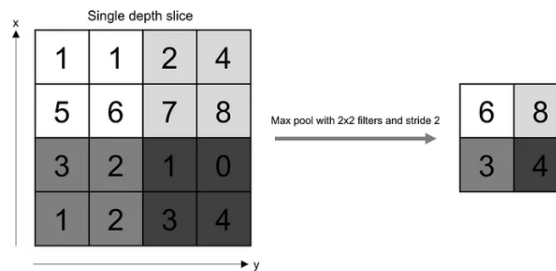 Single depth slice
x
1 1 2 4
5 6 7 8
3 2 1 0
1 2 3 4
y
Max pool with 2x2 filters and stride 2
6 8
3 4